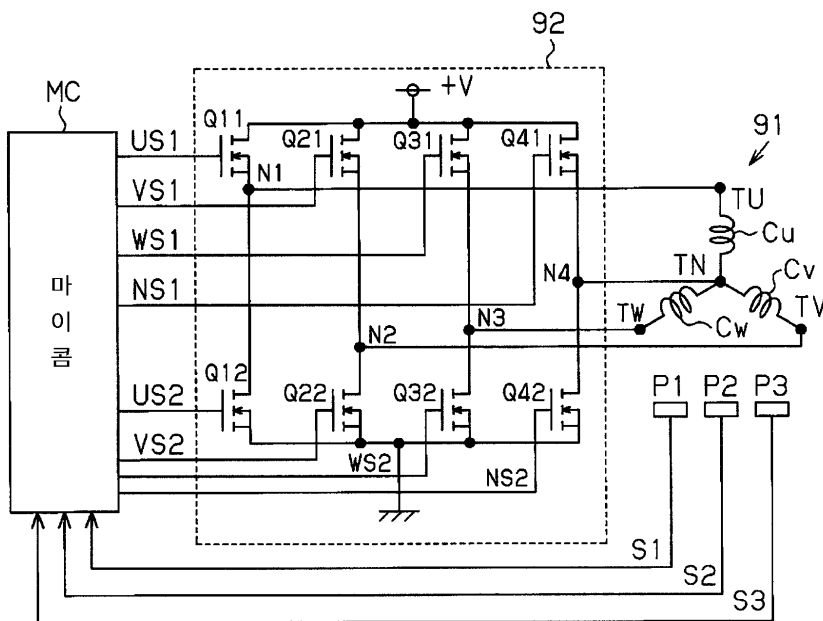 92
MC
+V
Q11
Q21
Q31
Q41
91
US1
N1
TU
VS1
Cu
WS1
TN
Cv
N4
NS1
TW
TV
마이콤
N2
N3
Cw
Q12
Q22
Q32
Q42
P1
P2
P3
US2
VS2
WS2
NS2
S1
S2
S3